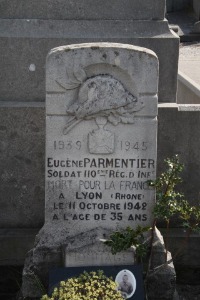 1939 1945
EUGÈNE PARMENTIER
SOLDAT 110ÈME RÉG. D'INF.
MORT POUR LA FRANCE
A LYON (RHÔNE)
LE 11 OCTOBRE 1942
A L'AGE DE 35 ANS